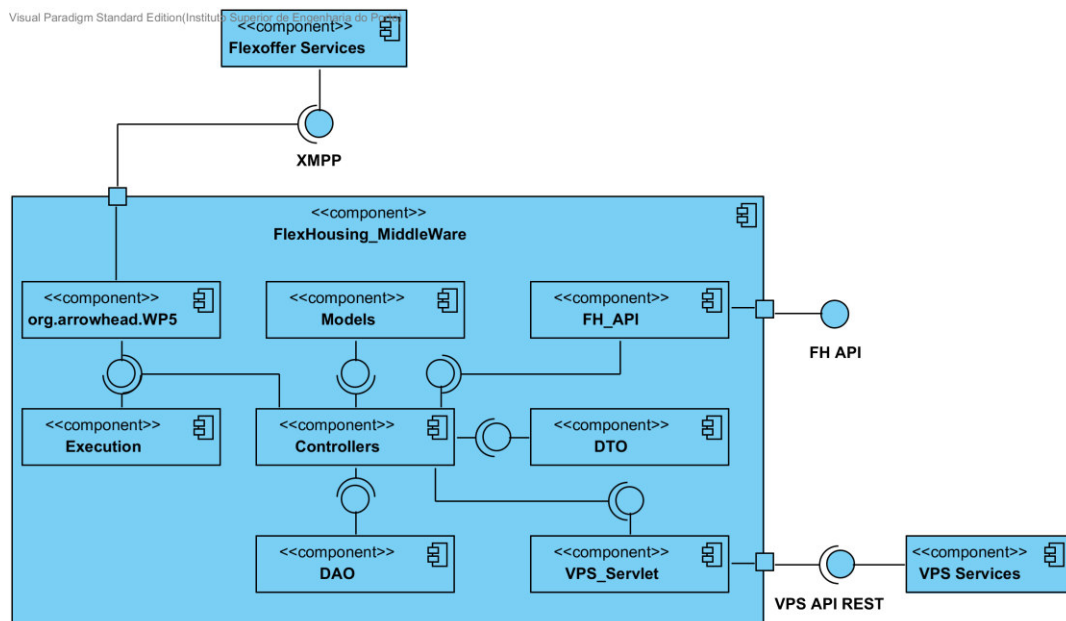 Visual Paradigm Standard Edition(Instituto Superior de Engenharia do Porto)
<<component>>
Flexoffer Services
XMPP
<<component>>
FlexHousing_MiddleWare
<<component>>
org.arrowhead.WP5
<<component>>
Models
<<component>>
FH_API
FH API
<<component>>
Execution
<<component>>
Controllers
<<component>>
DTO
<<component>>
DAO
<<component>>
VPS_Servlet
VPS API REST
<<component>>
VPS Services